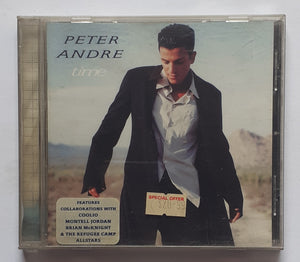 PETER
ANDRE
time
SPECIAL OFFER
FEATURES
COLLABORATIONS WITH
COOLIO
MONTELL JORDAN
BRIAN MCKNIGHT
& THE REFUGEE CAMP
ALLSTARS